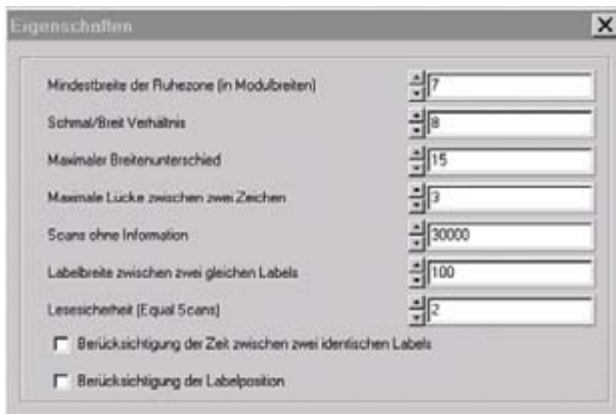 Eigenschaften
Mindestbreite der Ruhezone (in Modulbreiten) 7
Schmal/Breit Verhältnis 8
Maximaler Breitenunterschied 15
Maximale Lücke zwischen zwei Zeichen 3
Scans ohne Information 30000
Labelbreite zwischen zwei gleichen Labels 100
Lesesicherheit (Equal Scans) 2
Berücksichtigung der Zeit zwischen zwei identischen Labels
Berücksichtigung der Labelposition